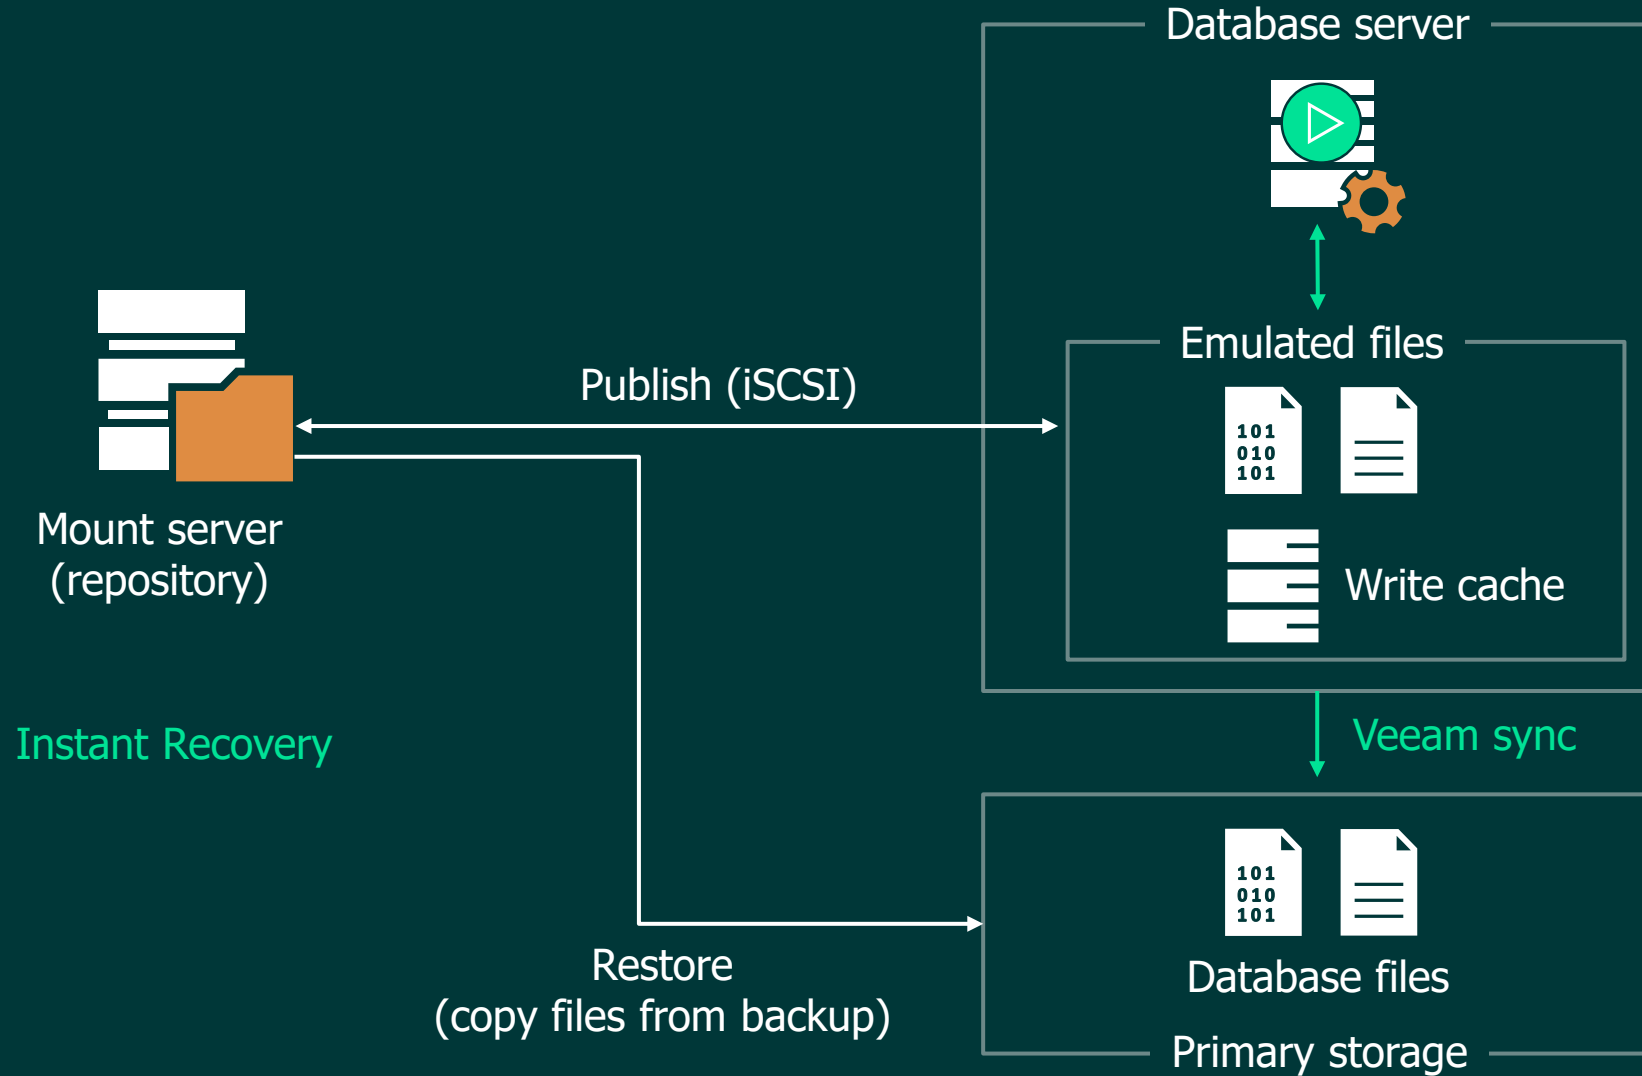 Database server
Emulated files
Publish (iSCSI)
101
010
101
Mount server
(repository)
Write cache
Instant Recovery
Veeam sync
101
010
101
Restore
(copy files from backup)
Database files
Primary storage